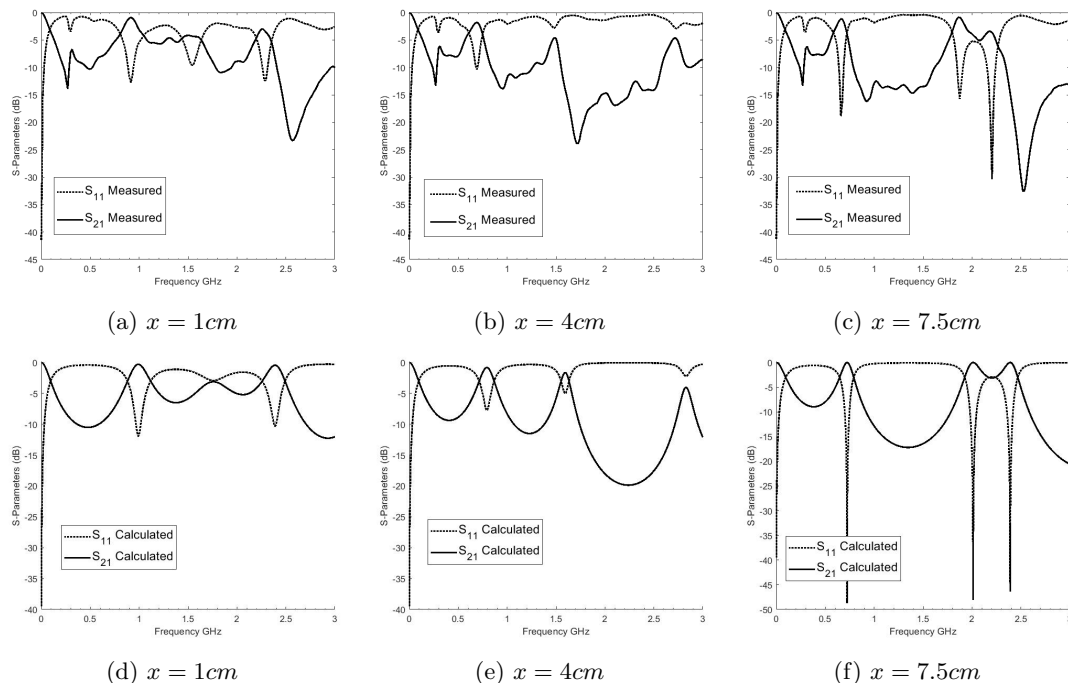 0
-5
-10
-15
-20
-25
-30
-35
-40
-45
S-Parameters (dB)
S11 Measured
S21 Measured
0 0.5 1 1.5 2 2.5 3
Frequency GHz
(a) x = 1cm
0
-5
-10
-15
-20
-25
-30
-35
-40
-45
S-Parameters (dB)
S11 Measured
S21 Measured
0 0.5 1 1.5 2 2.5 3
Frequency GHz
(b) x = 4cm
0
-5
-10
-15
-20
-25
-30
-35
-40
-45
S-Parameters (dB)
S11 Measured
S21 Measured
0 0.5 1 1.5 2 2.5 3
Frequency GHz
(c) x = 7.5cm
0
-5
-10
-15
-20
-25
-30
-35
-40
S-Parameters (dB)
S11 Calculated
S21 Calculated
0 0.5 1 1.5 2 2.5 3
Frequency GHz
(d) x = 1cm
0
-5
-10
-15
-20
-25
-30
-35
-40
S-Parameters (dB)
S11 Calculated
S21 Calculated
0 0.5 1 1.5 2 2.5 3
Frequency GHz
(e) x = 4cm
0
-5
-10
-15
-20
-25
-30
-35
-40
-45
-50
S-Parameters (dB)
S11 Calculated
S21 Calculated
0 0.5 1 1.5 2 2.5 3
Frequency GHz
(f) x = 7.5cm